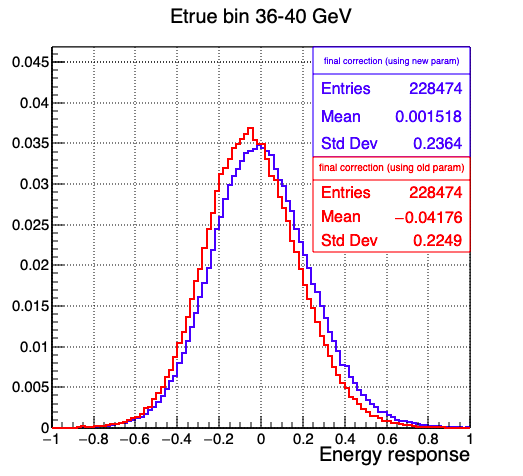 Etrue bin 36-40 GeV
final correction (using new param)
Entries 228474
Mean 0.001518
Std Dev 0.2364
final correction (using old param)
Entries 228474
Mean −0.04176
Std Dev 0.2249
0.045
0.04
0.035
0.03
0.025
0.02
0.015
0.01
0.005
0
−1 −0.8 −0.6 −0.4 −0.2 0 0.2 0.4 0.6 0.8 1
Energy response